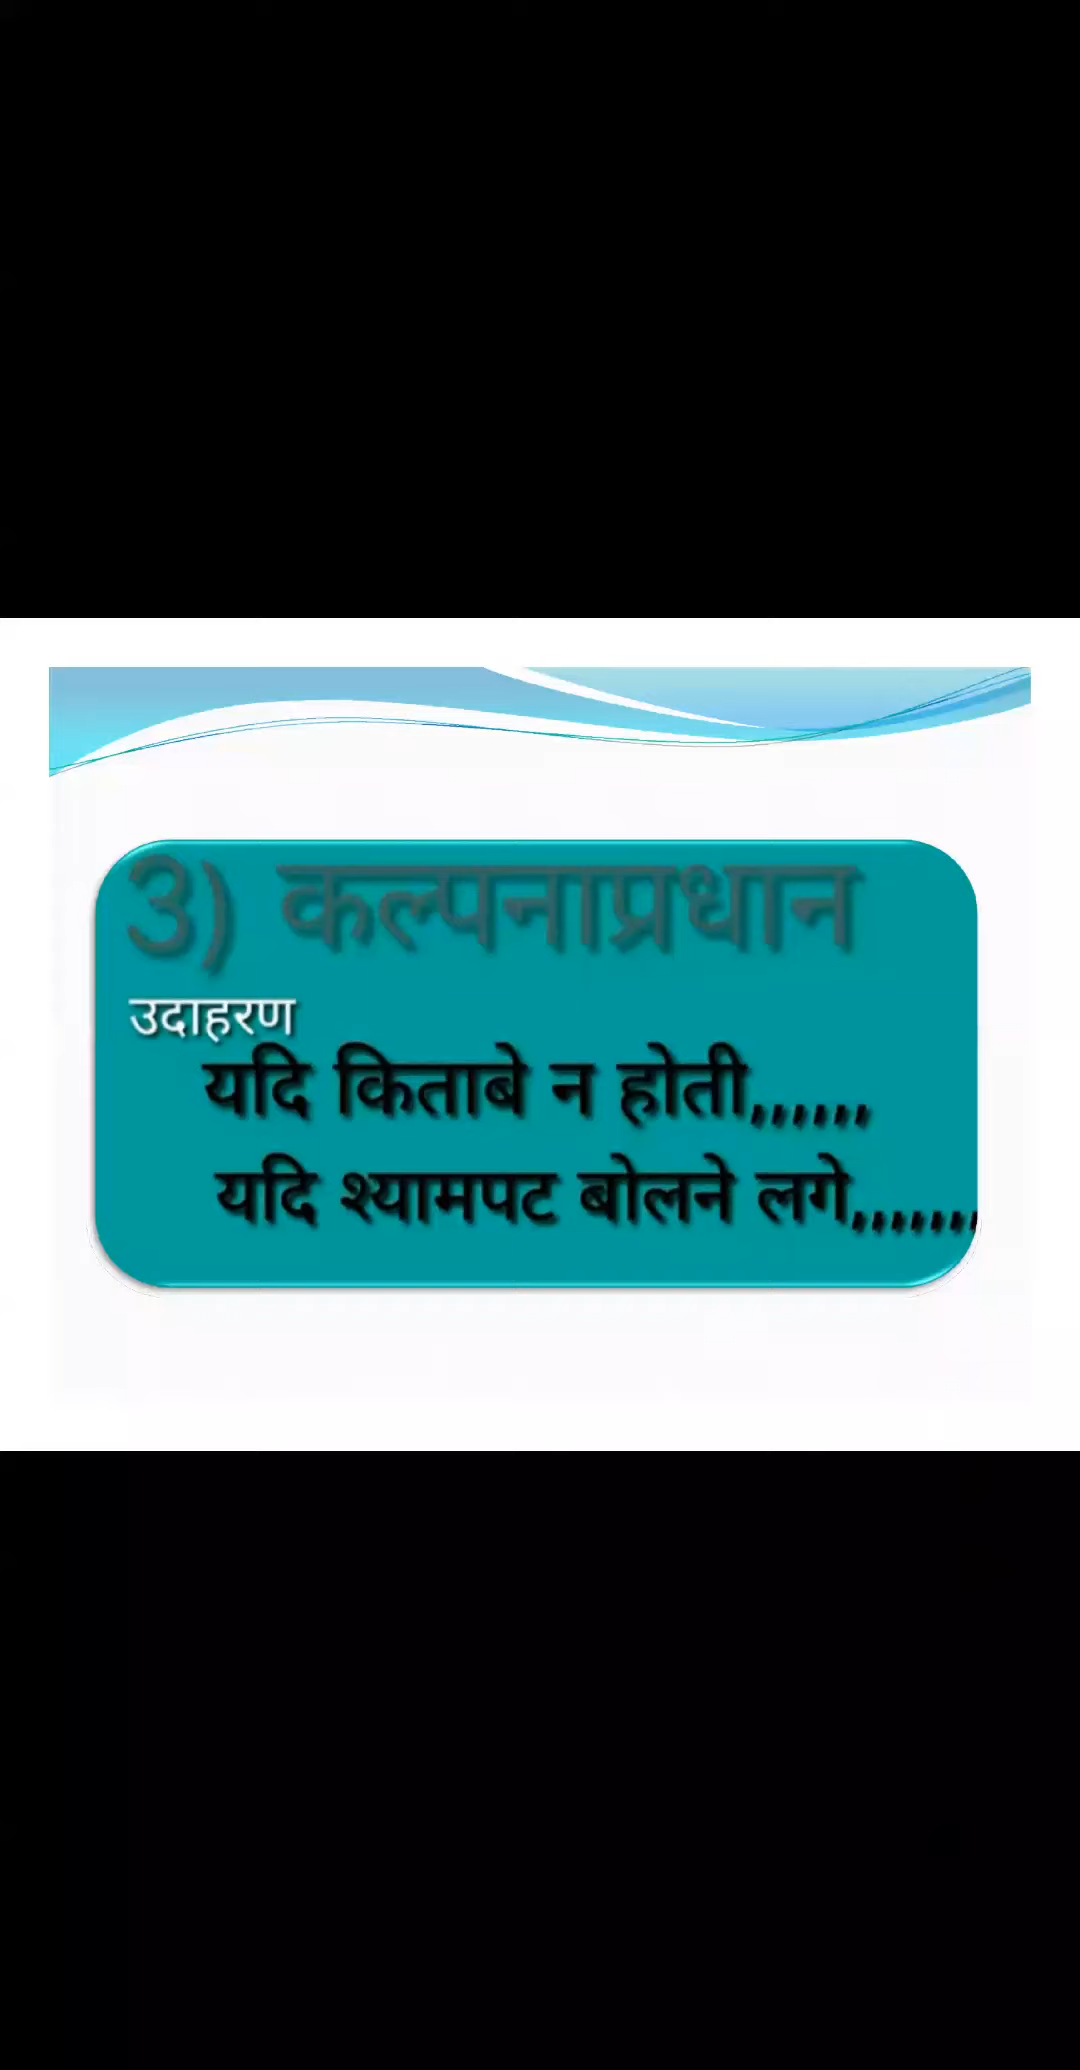 3) कल्पनाप्रधान
उदाहरण
यदि किताबे न होती,,,,,,
यदि श्यामपट बोलने लगे,,,,,,,